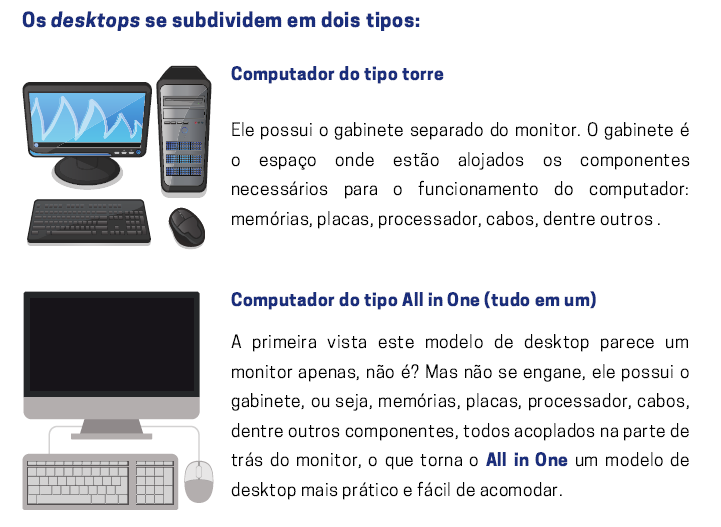 Os desktops se subdividem em dois tipos:
Computador do tipo torre
Ele possui o gabinete separado do monitor. O gabinete é
o espaço onde estão alojados os componentes
necessários para o funcionamento do computador:
memórias, placas, processador, cabos, dentre outros .
Computador do tipo All in One (tudo em um)
A primeira vista este modelo de desktop parece um
monitor apenas, não é? Mas não se engane, ele possui o
gabinete, ou seja, memórias, placas, processador, cabos,
dentre outros componentes, todos acoplados na parte de
trás do monitor, o que torna o All in One um modelo de
desktop mais prático e fácil de acomodar.